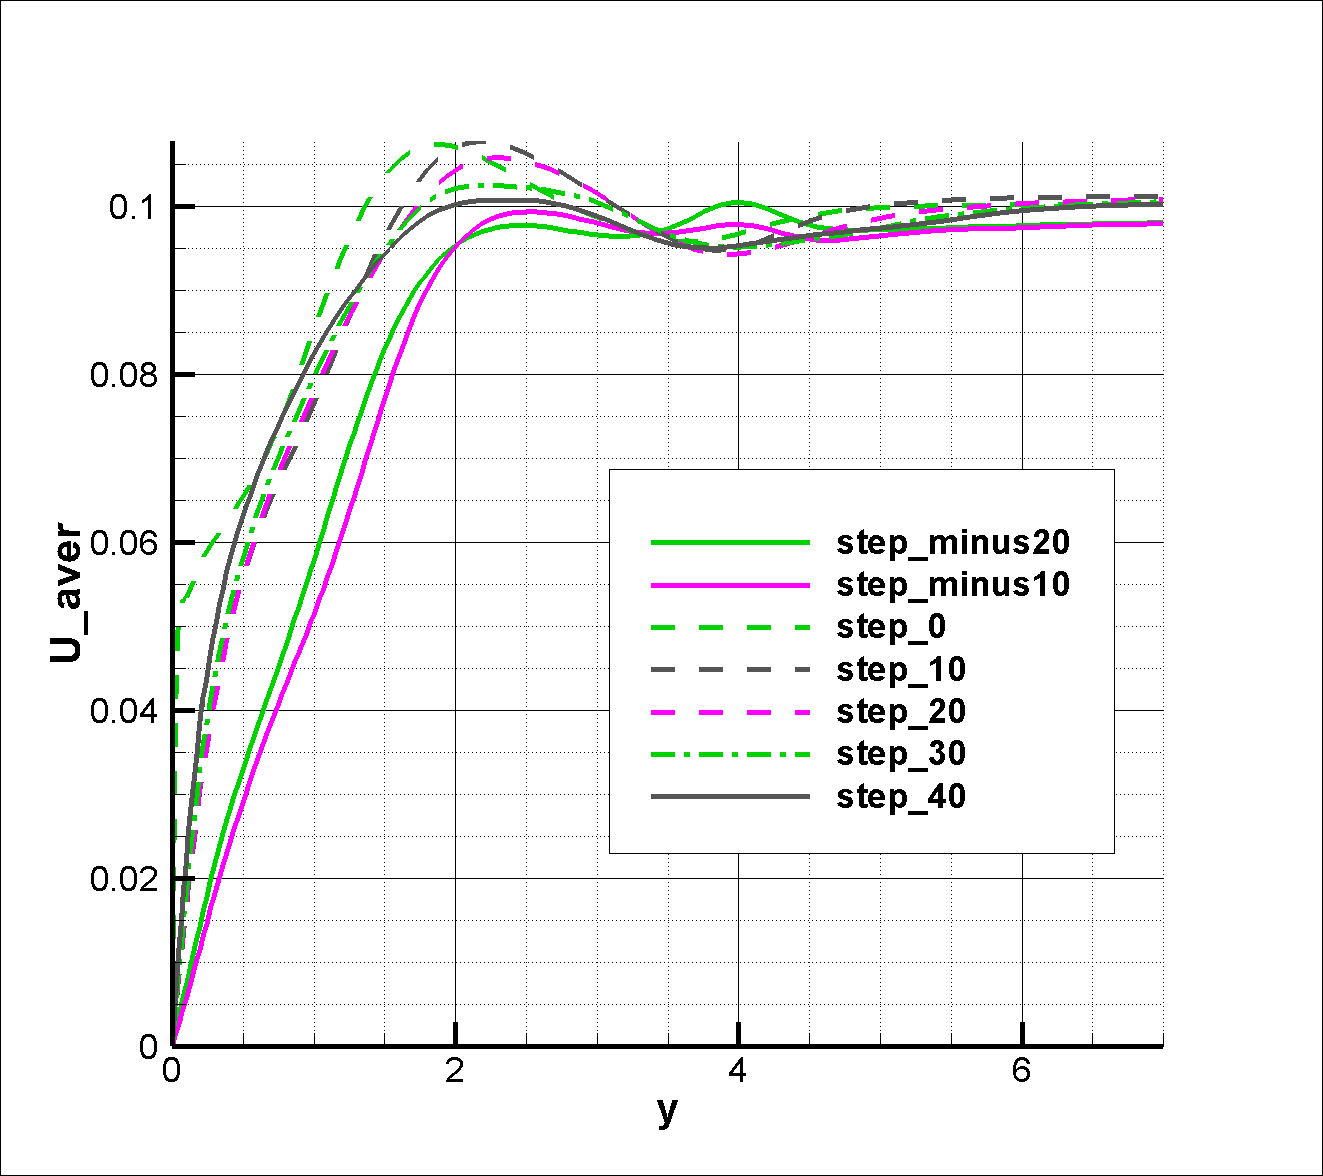 0.1
0.08
0.06
0.04
0.02
0
U_aver
step_minus20
step_minus10
step_0
step_10
step_20
step_30
step_40
0 2 4 6
y